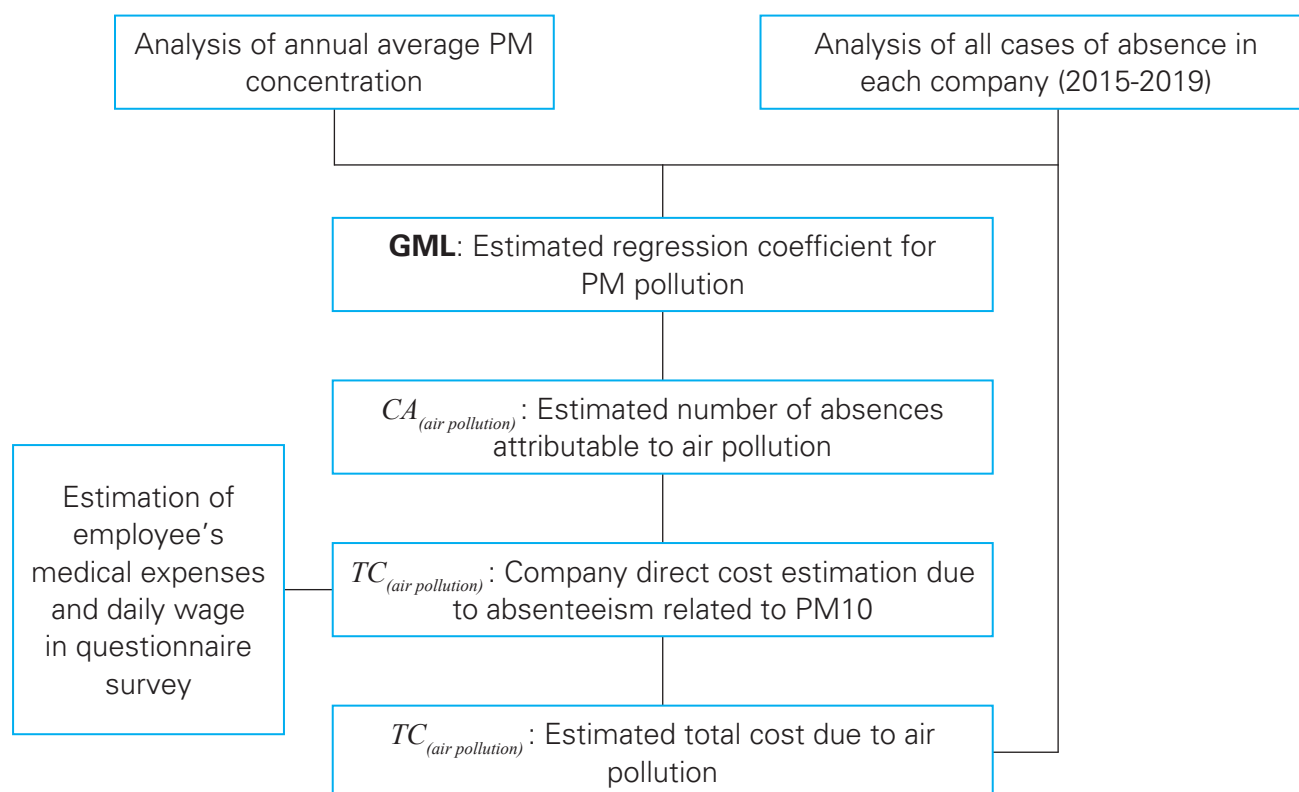 Analysis of annual average PM
concentration
Analysis of all cases of absence in
each company (2015-2019)
GML: Estimated regression coefficient for
PM pollution
CA(air pollution) : Estimated number of absences
attributable to air pollution
Estimation of
employee’s
medical expenses
and daily wage
in questionnaire
survey
TC(air pollution) : Company direct cost estimation due
to absenteeism related to PM10
TC(air pollution) : Estimated total cost due to air
pollution